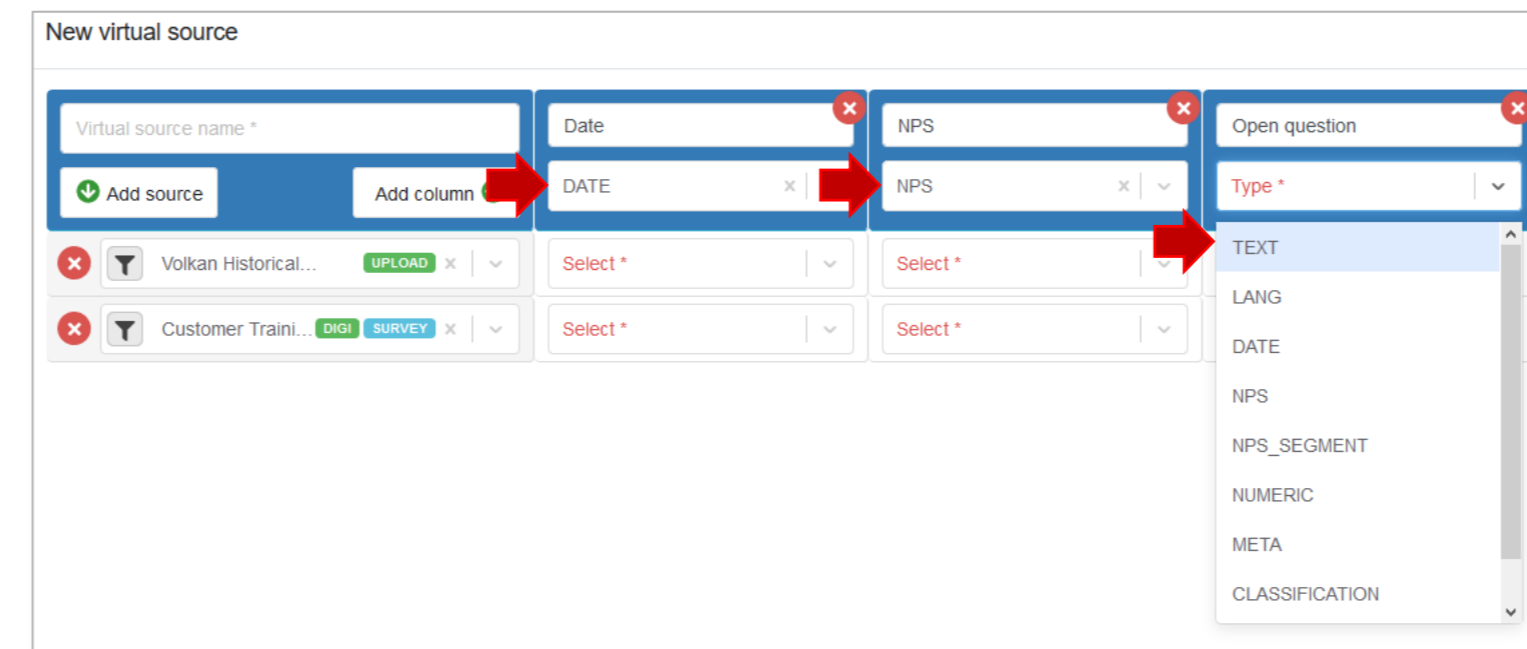 New virtual source
Virtual source name *
Date
NPS
Open question
Add source
Add column
DATE
NPS
Type *
Volkan Historical...
UPLOAD
Select *
Select *
Customer Traini...
DIGI
SURVEY
Select *
Select *
TEXT
LANG
DATE
NPS
NPS_SEGMENT
NUMERIC
META
CLASSIFICATION